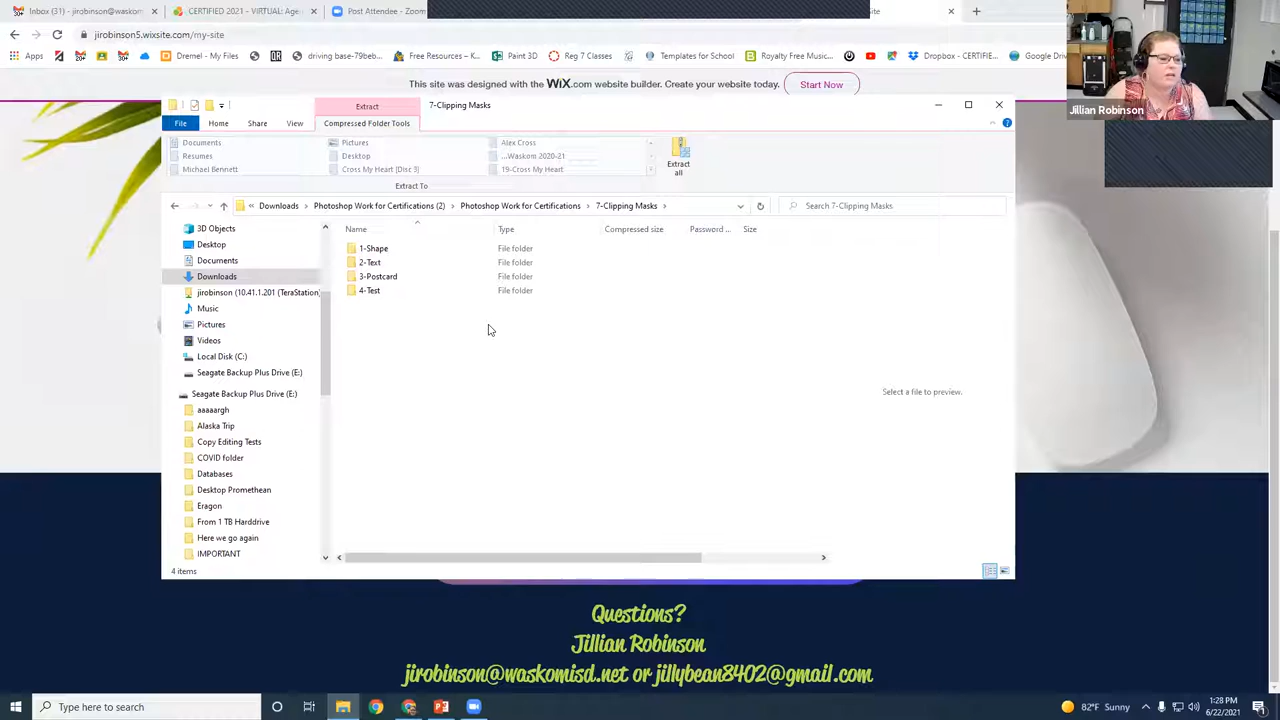 Inbox (31) - jirobinson@wa
CERTIFIED 2021 - VIRTUAL: Age
Post Attendee - Zoom
jirobinson5.wixsite.com/my-site
Apps
Dremel - My Files
driving base-79
Paint 3D
Reg 7 Classes
Templates for School
Royalty Free Music...
Dropbox - CERTIFIE...
Google Driv
This site was designed with the WiX.com website builder. Create your website today.
Start Now
Jillian Robinson
Extract
7-Clipping Masks
File
Home
Share
View
Compressed Folder Tools
Documents
Pictures
Alex Cross
Resumes
Desktop
...Waskom 2020-21
Michael Bennett
Cross My Heart [Disc 3]
19-Cross My Heart
Extract all
Extract To
« Downloads > Photoshop Work for Certifications (2) > Photoshop Work for Certifications > 7-Clipping Masks >
Search 7-Clipping Masks
Name
Type
Compressed size
Password ...
Size
1-Shape File folder
2-Text File folder
3-Postcard File folder
4-Test File folder
3D Objects
Desktop
Documents
Downloads
jirobinson (10.41.1.201 (TeraStation)
Music
Pictures
Videos
Local Disk (C:)
Seagate Backup Plus Drive (E:)
Seagate Backup Plus Drive (E:)
aaaaargh
Alaska Trip
Copy Editing Tests
COVID folder
Databases
Desktop Promethean
Eragon
From 1 TB Harddrive
Here we go again
IMPORTANT
Select a file to preview.
4 items
Questions?
Jillian Robinson
jirobinson@waskomisd.net or jillybean8402@gmail.com
Type here to search
82°F Sunny
1:28 PM
6/22/2021